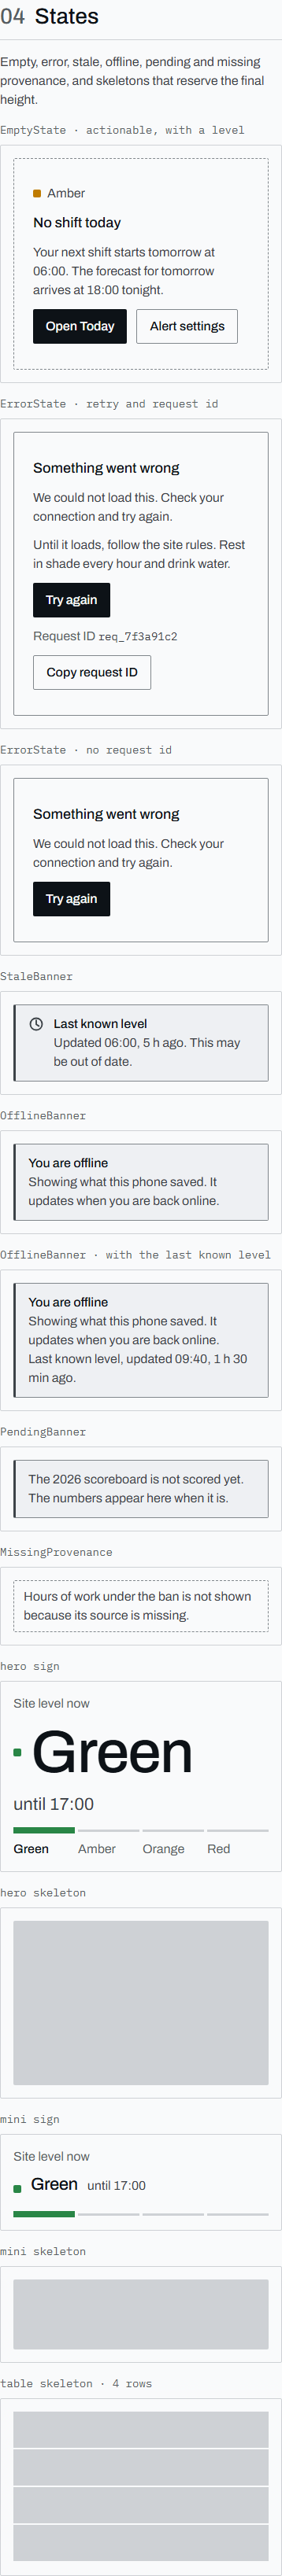 04 States
Empty, error, stale, offline, pending and missing
provenance, and skeletons that reserve the final
height.
EmptyState · actionable, with a level
Amber
No shift today
Your next shift starts tomorrow at
06:00. The forecast for tomorrow
arrives at 18:00 tonight.
Open Today
Alert settings
ErrorState · retry and request id
Something went wrong
We could not load this. Check your
connection and try again.
Until it loads, follow the site rules. Rest
in shade every hour and drink water.
Try again
Request ID req_7f3a91c2
Copy request ID
ErrorState · no request id
Something went wrong
We could not load this. Check your
connection and try again.
Try again
StaleBanner
Last known level
Updated 06:00, 5 h ago. This may
be out of date.
OfflineBanner
You are offline
Showing what this phone saved. It
updates when you are back online.
OfflineBanner · with the last known level
You are offline
Showing what this phone saved. It
updates when you are back online.
Last known level, updated 09:40, 1 h 30
min ago.
PendingBanner
The 2026 scoreboard is not scored yet.
The numbers appear here when it is.
MissingProvenance
Hours of work under the ban is not shown
because its source is missing.
hero sign
Site level now
Green
until 17:00
Green Amber Orange Red
hero skeleton
mini sign
Site level now
Green until 17:00
mini skeleton
table skeleton · 4 rows